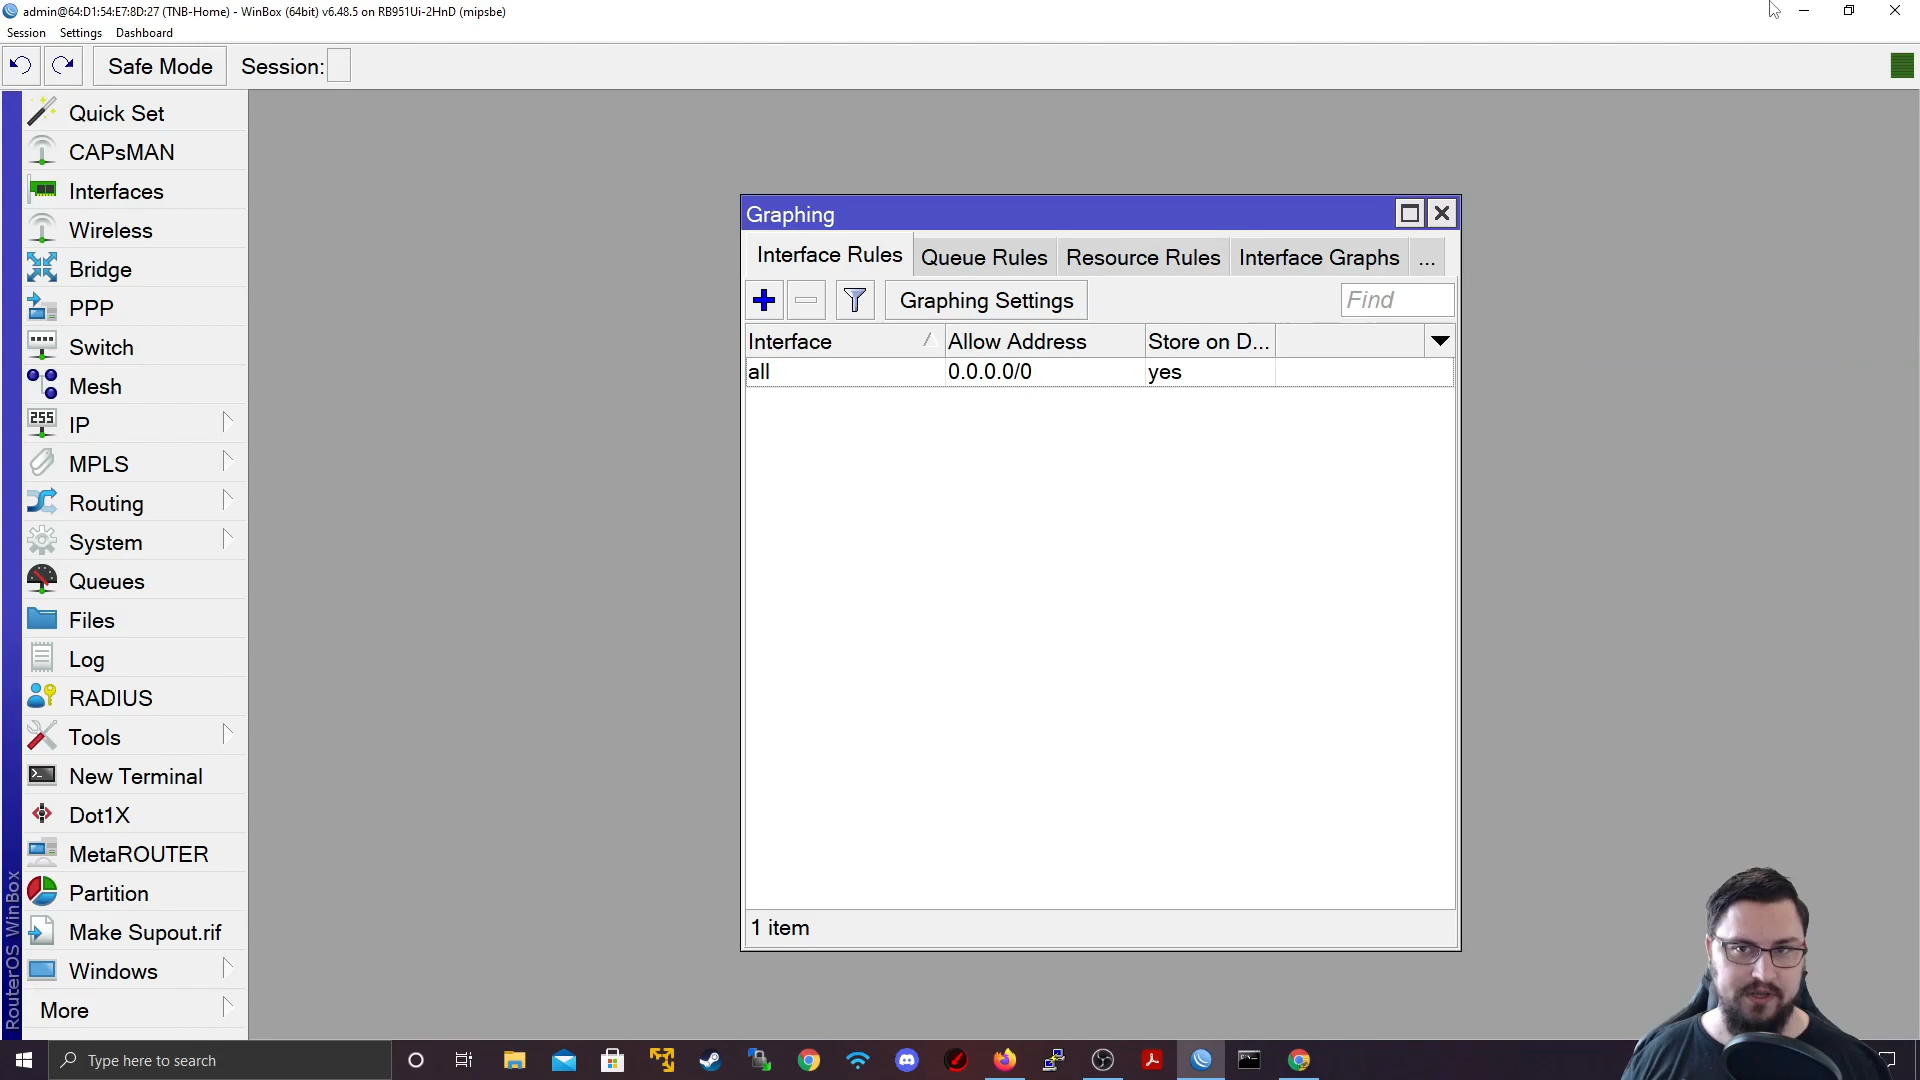 admin@64:D1:54:E7:8D:27 (TNB-Home) - WinBox (64bit) v6.48.5 on RB951Ui-2HnD (mipsbe)
Session Settings Dashboard
Safe Mode Session:
Quick Set
CAPsMAN
Interfaces
Wireless
Bridge
PPP
Switch
Mesh
255 IP
MPLS
Routing
System
Queues
Files
Log
RADIUS
Tools
New Terminal
Dot1X
MetaROUTER
Partition
Make Supout.rif
Windows
More
RouterOS WinBox
Graphing
Interface Rules Queue Rules Resource Rules Interface Graphs ...
Graphing Settings Find
Interface Allow Address Store on D...
all 0.0.0.0/0 yes
1 item
Type here to search